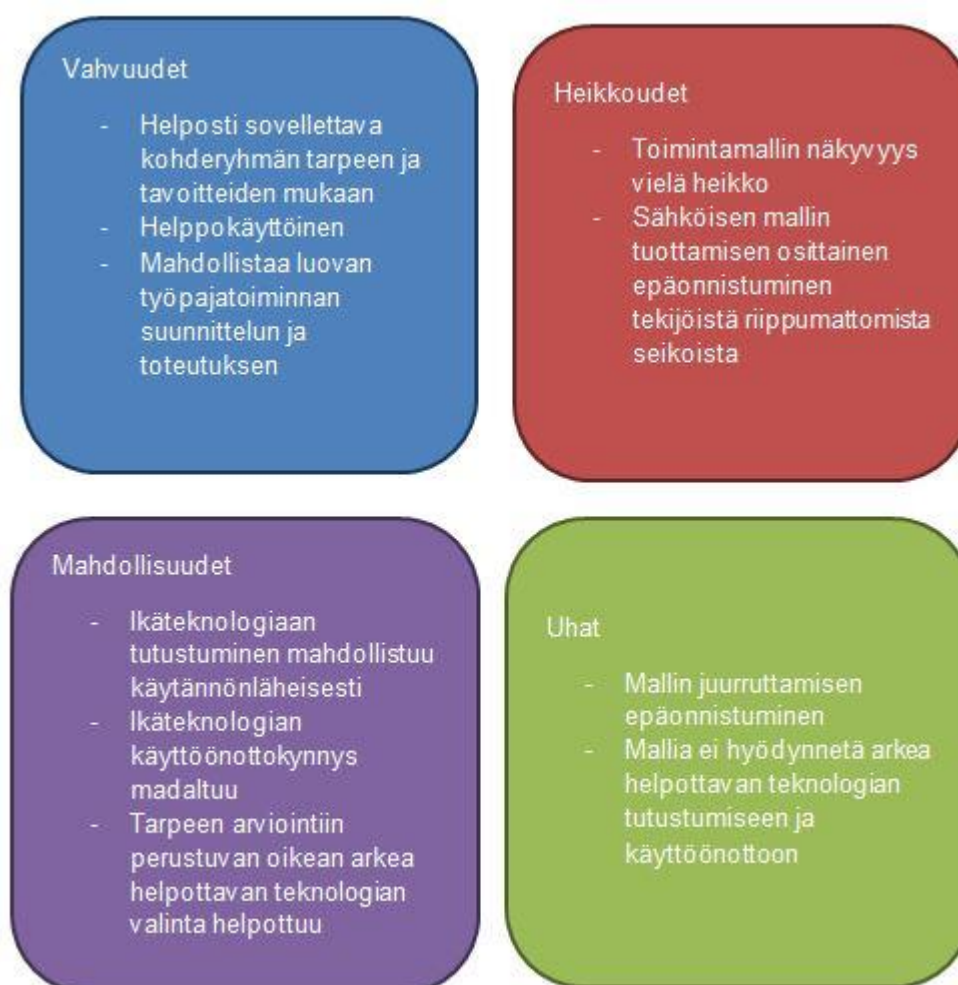 Vahvuudet
- Helposti sovellettava
kohderyhmän tarpeen ja
tavoitteiden mukaan
- Helppokäyttöinen
- Mahdollistaa luovan
työpajatoiminnan
suunnittelun ja
toteutuksen
Heikkoudet
- Toimintamallin näkyvyys
vielä heikko
- Sähköisen mallin
tuottamisen osittainen
epäonnistuminen
tekijöistä riippumattomista
seikoista
Mahdollisuudet
- Ikäteknologiaan
tutustuminen mahdollistuu
käytännönläheisesti
- Ikäteknologian
käyttöönottokynnys
madaltuu
- Tarpeen arviointiin
perustuvan oikean arkea
helpottavan teknologian
valinta helpottuu
Uhat
- Mallin juurruttamisen
epäonnistuminen
- Mallia ei hyödynnetä arkea
helpottavan teknologian
tutustumiseen ja
käyttöönottoon